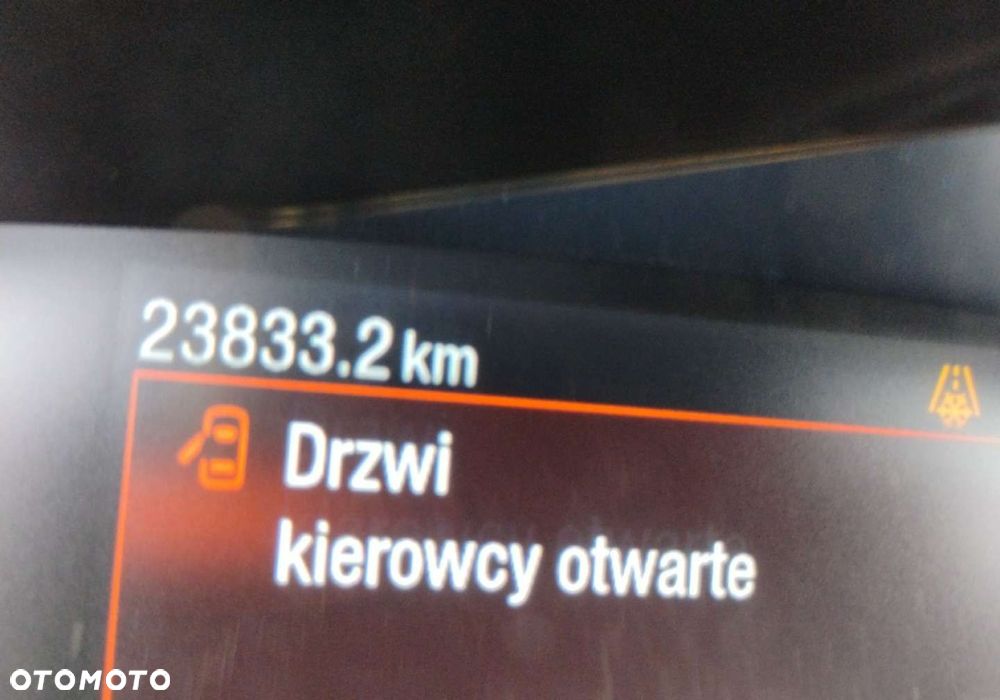 23833.2 km
Drzwi
kierowcy otwarte
OTOMOTO